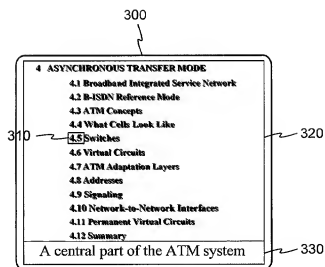 300
4 ASYNCHRONOUS TRANSFER MODE
4.1 Broadband Integrated Service Network
4.2 B-ISDN Reference Mode
4.3 ATM Concepts
4.4 What Cells Look Like
310
4.5 Switches
320
4.6 Virtual Circuits
4.7 ATM Adaptation Layers
4.8 Addresses
4.9 Signaling
4.10 Network-to-Network Interfaces
4.11 Permanent Virtual Circuits
4.12 Summary
A central part of the ATM system
330